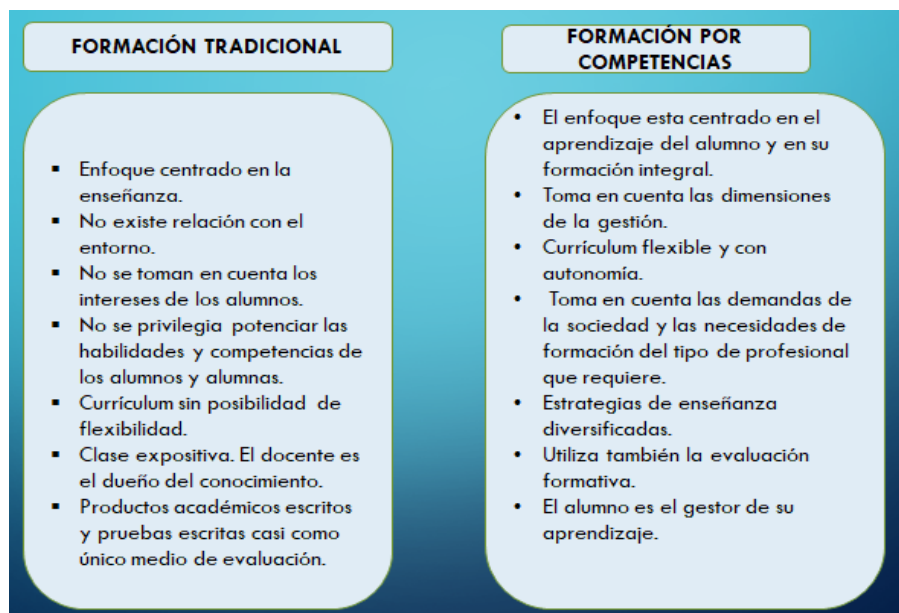 FORMACIÓN TRADICIONAL
▪ Enfoque centrado en la
enseñanza.
▪ No existe relación con el
entorno.
▪ No se toman en cuenta los
intereses de los alumnos.
▪ No se privilegia potenciar las
habilidades y competencias de
los alumnos y alumnas.
▪ Currículum sin posibilidad de
flexibilidad.
▪ Clase expositiva. El docente es
el dueño del conocimiento.
▪ Productos académicos escritos
y pruebas escritas casi como
único medio de evaluación.
FORMACIÓN POR
COMPETENCIAS
• El enfoque esta centrado en el
aprendizaje del alumno y en su
formación integral.
• Toma en cuenta las dimensiones
de la gestión.
• Currículum flexible y con
autonomía.
• Toma en cuenta las demandas de
la sociedad y las necesidades de
formación del tipo de profesional
que requiere.
• Estrategias de enseñanza
diversificadas.
• Utiliza también la evaluación
formativa.
• El alumno es el gestor de su
aprendizaje.